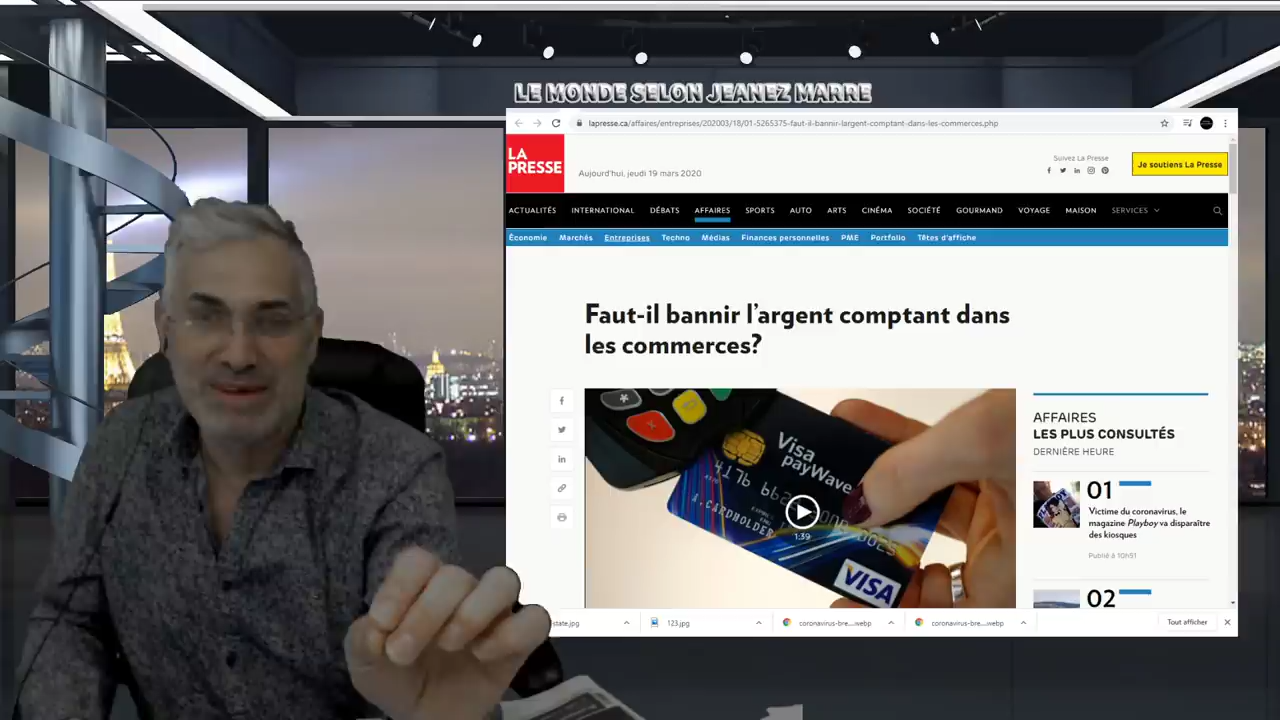 LE MONDE SELON JEANEZ MARRE
lapresse.ca/affaires/entreprises/202003/18/01-5265375-faut-il-bannir-largent-comptant-dans-les-commerces.php
LA
PRESSE
Aujourd'hui, jeudi 19 mars 2020
Suivez La Presse
Je soutiens La Presse
ACTUALITÉS INTERNATIONAL DÉBATS AFFAIRES SPORTS AUTO ARTS CINÉMA SOCIÉTÉ GOURMAND VOYAGE MAISON SERVICES
Économie Marchés Entreprises Techno Médias Finances personnelles PME Portfolio Têtes d'affiche
Faut-il bannir l'argent comptant dans
les commerces?
Visa
payWave
A. CARDHOLDER
VISA
1:39
AFFAIRES
LES PLUS CONSULTÉS
DERNIÈRE HEURE
01
Victime du coronavirus, le
magazine Playboy va disparaître
des kiosques
Publié à 10h51
02
state.jpg 123.jpg coronavirus-bre....webp coronavirus-bre....webp Tout afficher